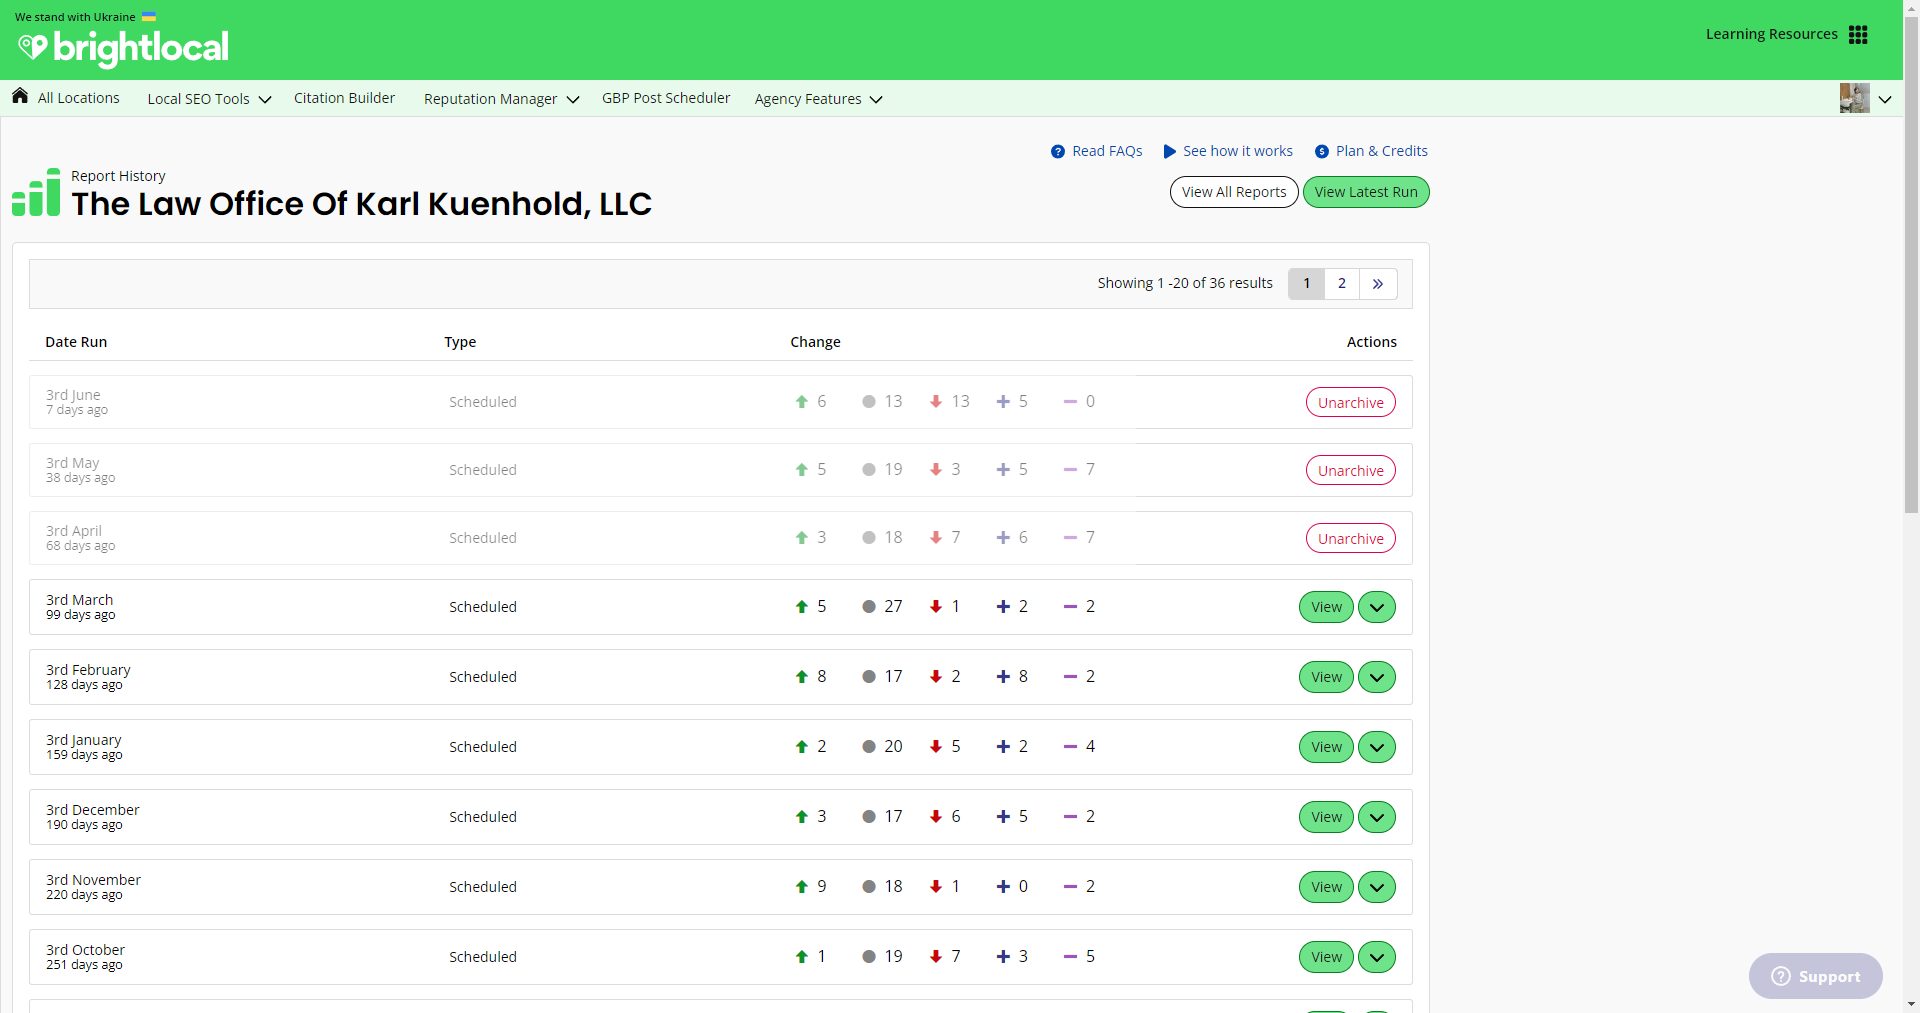 We stand with Ukraine
brightlocal
Learning Resources
All Locations Local SEO Tools Citation Builder Reputation Manager GBP Post Scheduler Agency Features
Read FAQs See how it works Plan & Credits
Report History
The Law Office Of Karl Kuenhold, LLC
View All Reports View Latest Run
Showing 1 -20 of 36 results 1 2 »
Date Run Type Change Actions
3rd June
7 days ago
Scheduled 6 13 13 5 0 Unarchive
3rd May
38 days ago
Scheduled 5 19 3 5 7 Unarchive
3rd April
68 days ago
Scheduled 3 18 7 6 7 Unarchive
3rd March
99 days ago
Scheduled 5 27 1 2 2 View
3rd February
128 days ago
Scheduled 8 17 2 8 2 View
3rd January
159 days ago
Scheduled 2 20 5 2 4 View
3rd December
190 days ago
Scheduled 3 17 6 5 2 View
3rd November
220 days ago
Scheduled 9 18 1 0 2 View
3rd October
251 days ago
Scheduled 1 19 7 3 5 View
Support